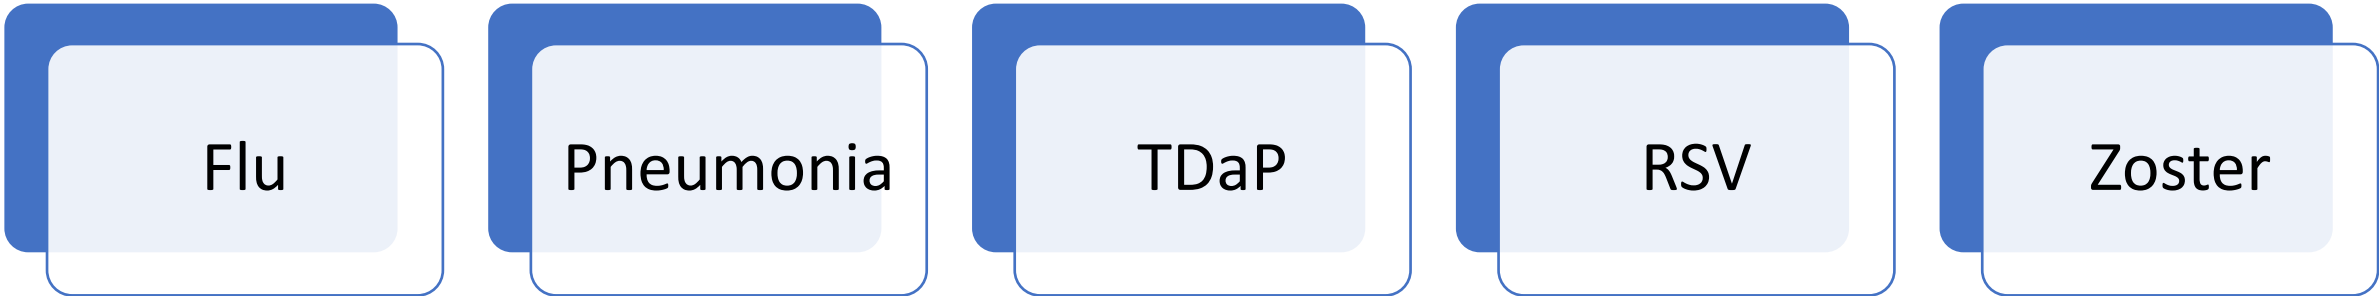 Flu
Pneumonia
TDaP
RSV
Zoster